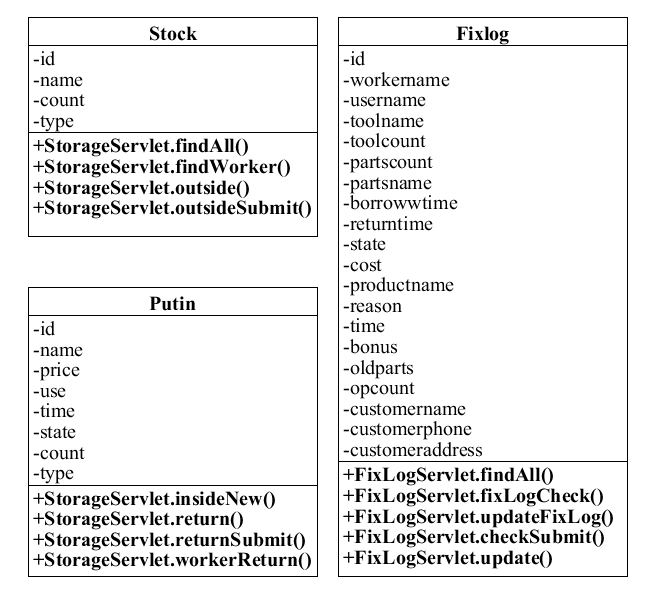 Stock
-id
-name
-count
-type
+StorageServlet.findAll()
+StorageServlet.findWorker()
+StorageServlet.outside()
+StorageServlet.outsideSubmit()
Putin
-id
-name
-price
-use
-time
-state
-count
-type
+StorageServlet.insideNew()
+StorageServlet.return()
+StorageServlet.returnSubmit()
+StorageServlet.workerReturn()
Fixlog
-id
-workername
-username
-toolname
-toolcount
-partscount
-partsname
-borrowwtime
-returntime
-state
-cost
-productname
-reason
-time
-bonus
-oldparts
-opcount
-customername
-customerphone
-customeraddress
+FixLogServlet.findAll()
+FixLogServlet.fixLogCheck()
+FixLogServlet.updateFixLog()
+FixLogServlet.checkSubmit()
+FixLogServlet.update()